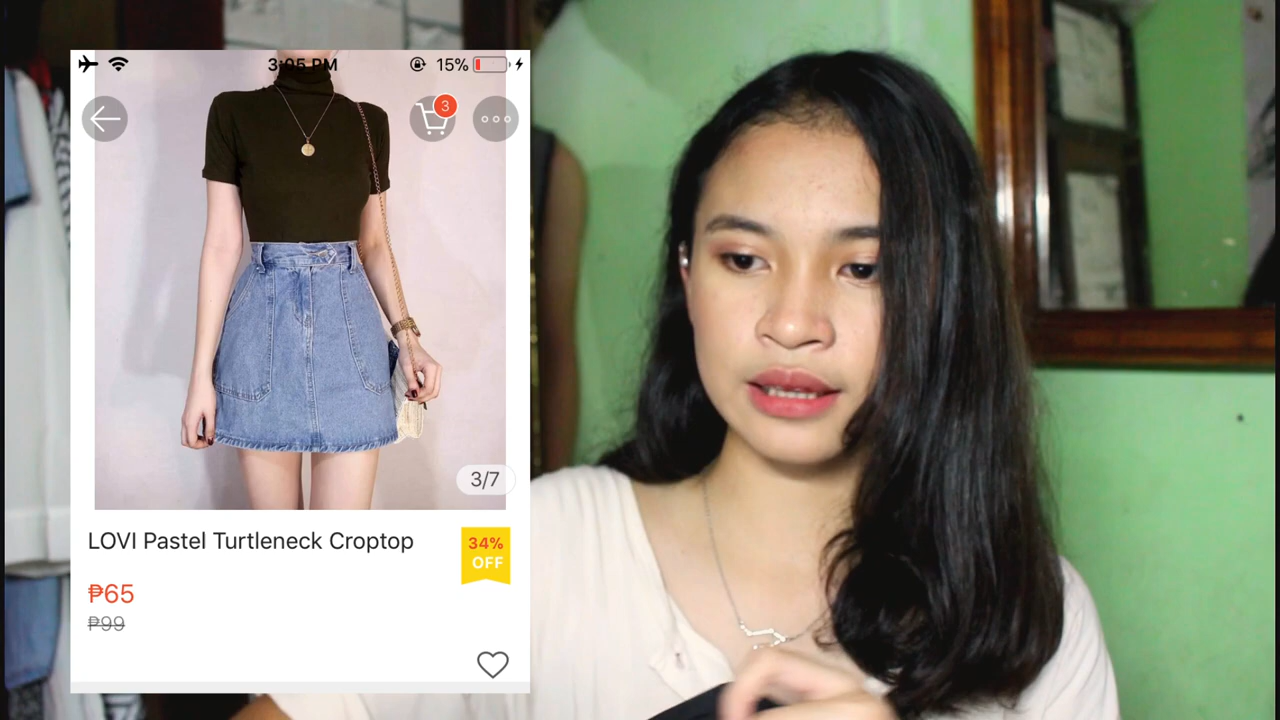 3:05 PM
15%
3
3/7
LOVI Pastel Turtleneck Croptop
34%
OFF
₱65
₱99